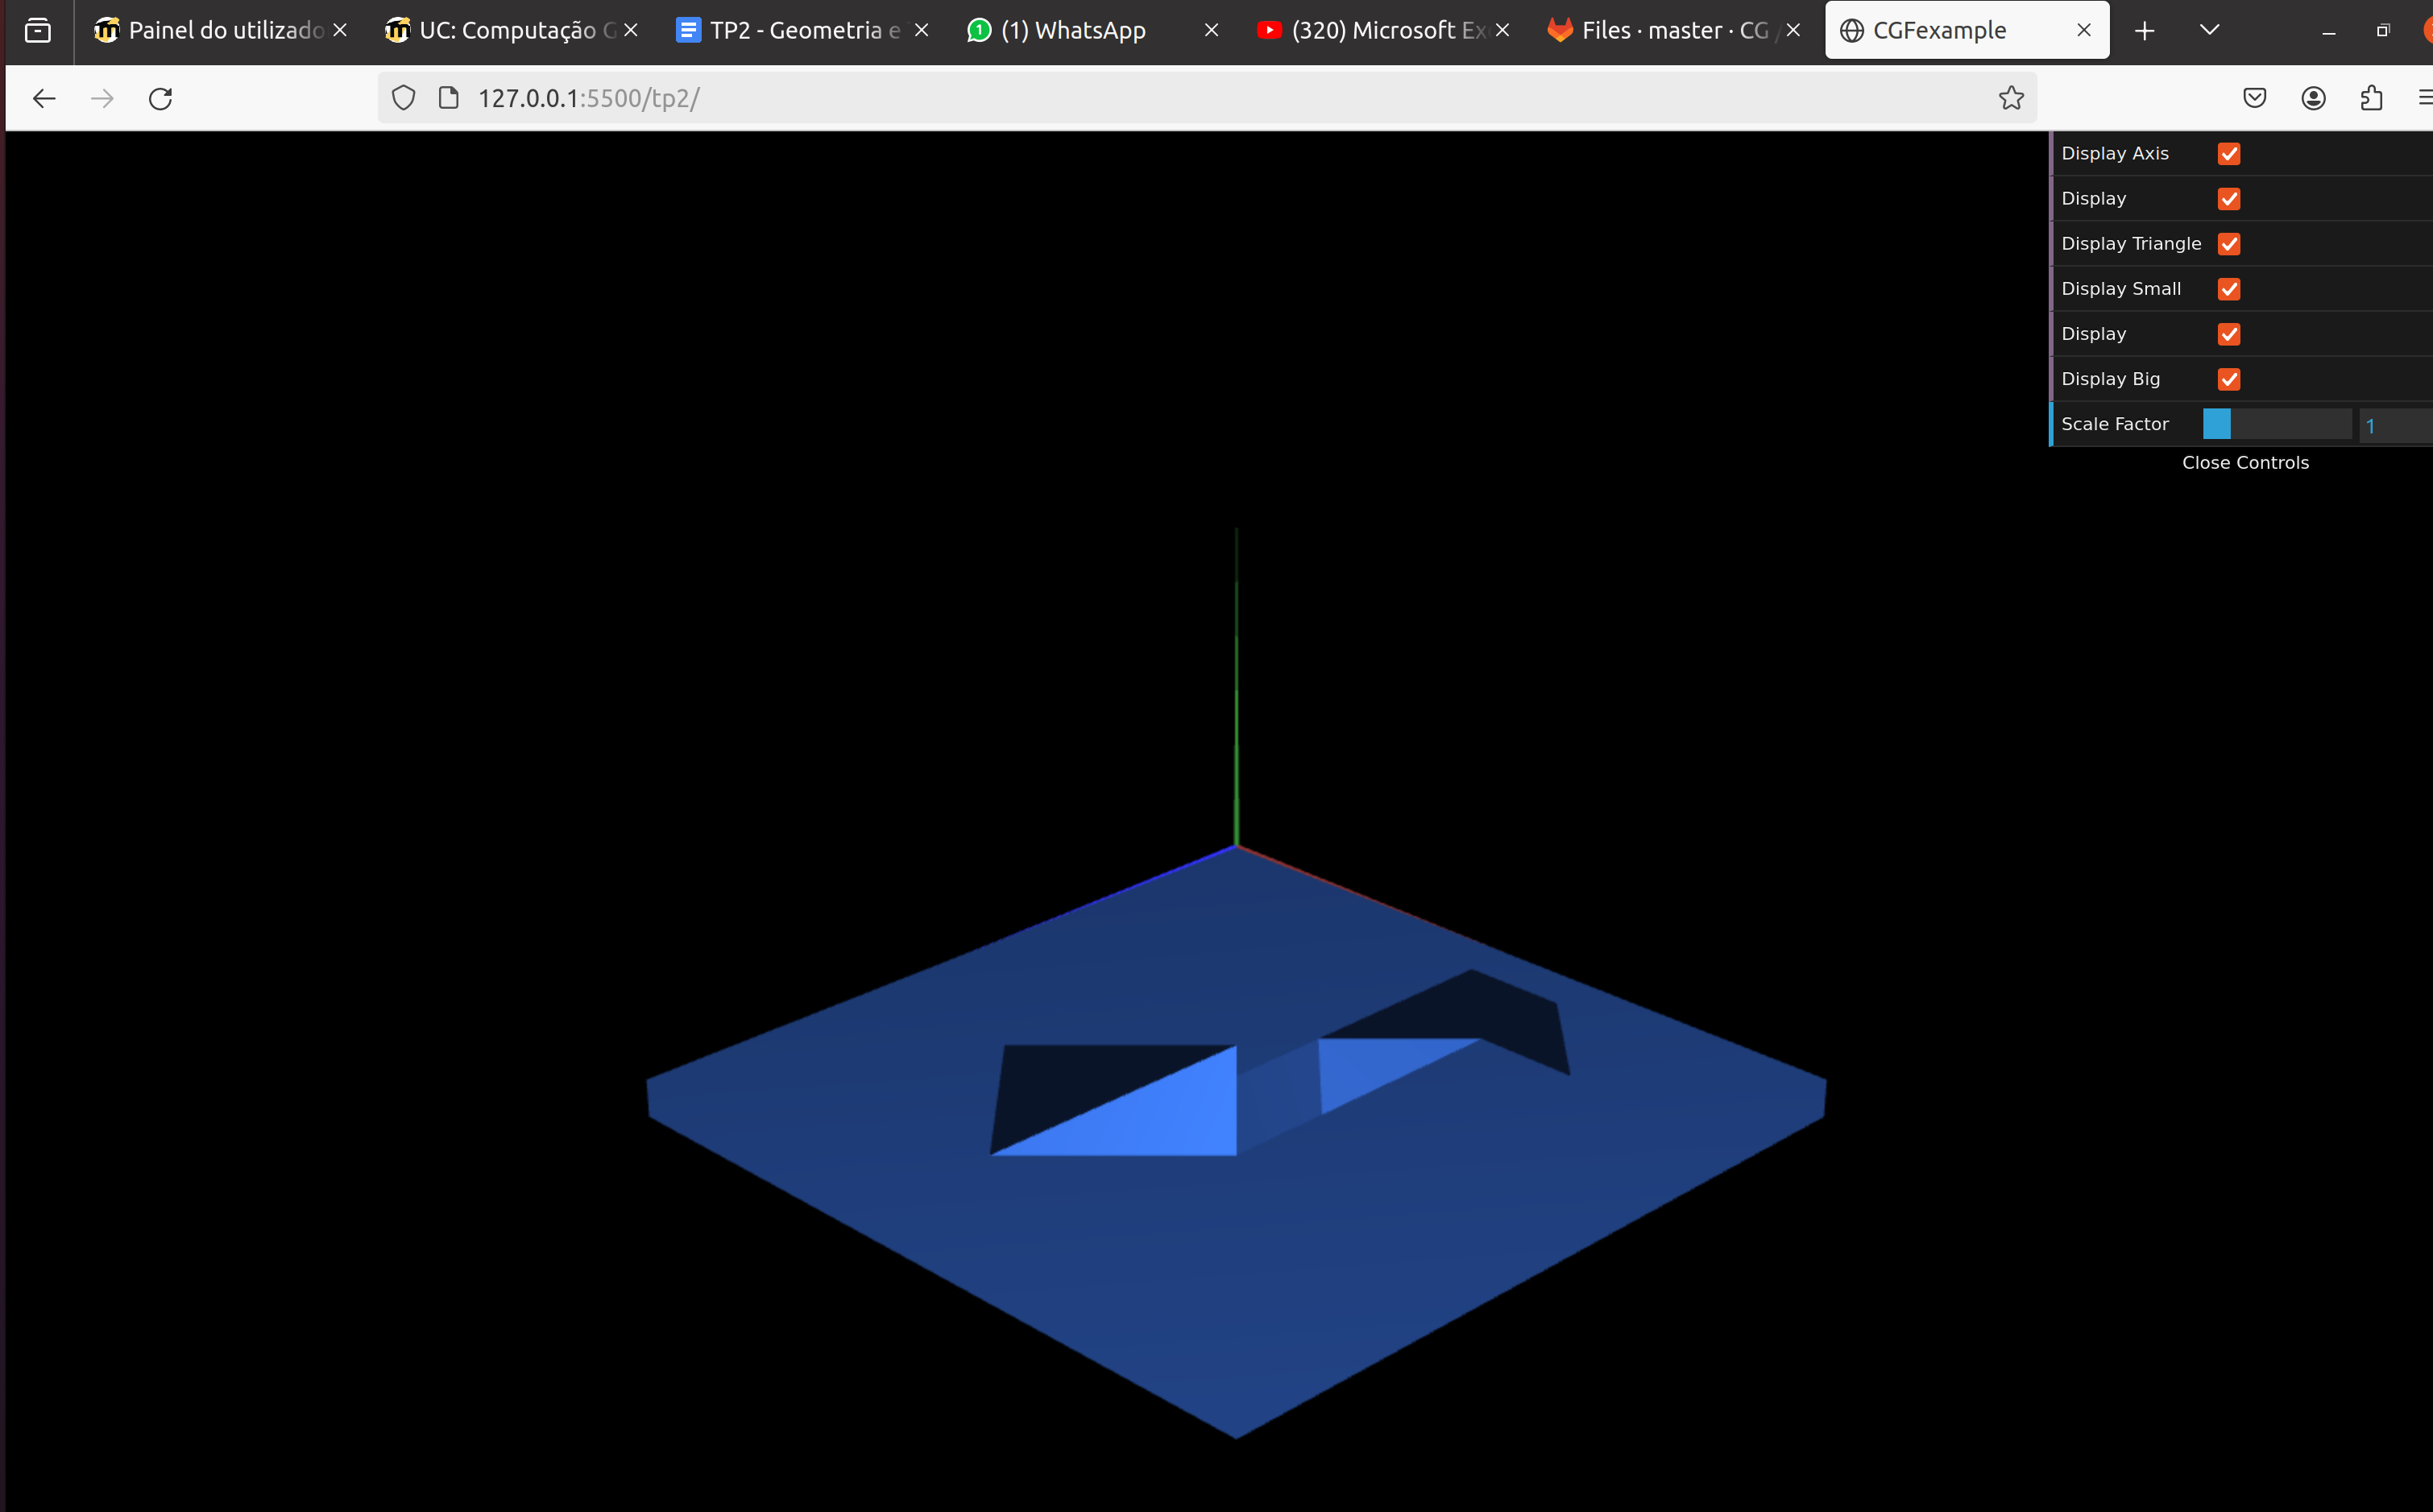 Painel do utilizado
UC: Computação G
TP2 - Geometria e
(1) WhatsApp
(320) Microsoft Ex
Files · master · CG /
CGFexample
127.0.0.1:5500/tp2/
Display Axis
Display
Display Triangle
Display Small
Display
Display Big
Scale Factor 1
Close Controls